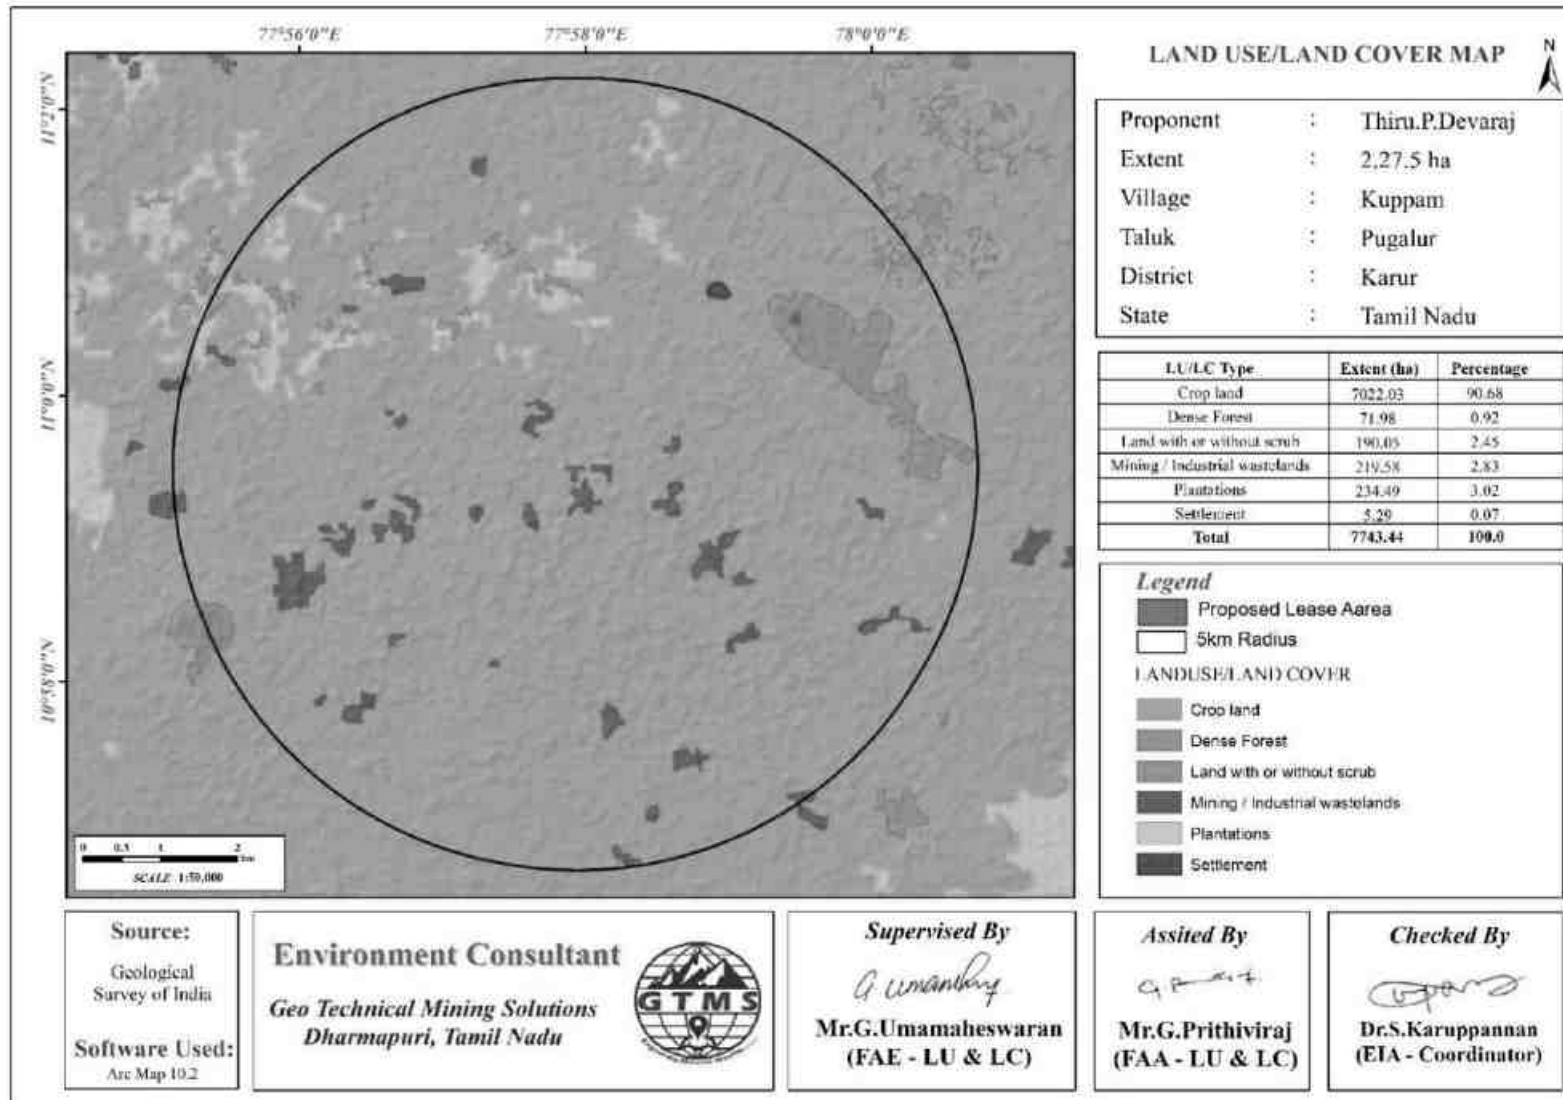 77°56'0"E 77°58'0"E 78°0'0"E
11°2'0"N
11°0'0"N
10°58'0"N
0 0.5 1 2
km
SCALE 1:50,000
LAND USE/LAND COVER MAP
N
Proponent : Thiru.P.Devaraj
Extent : 2.27.5 ha
Village : Kuppam
Taluk : Pugalur
District : Karur
State : Tamil Nadu
LU/LC Type Extent (ha) Percentage
Crop land 7022.03 90.68
Dense Forest 71.98 0.92
Land with or without scrub 190.05 2.45
Mining / Industrial wastelands 219.58 2.83
Plantations 234.49 3.02
Settlement 5.29 0.07
Total 7743.44 100.0
Legend
Proposed Lease Aarea
5km Radius
LANDUSE/LAND COVER
Crop land
Dense Forest
Land with or without scrub
Mining / Industrial wastelands
Plantations
Settlement
Source:
Geological
Survey of India
Software Used:
Arc Map 10.2
Environment Consultant
Geo Technical Mining Solutions
Dharmapuri, Tamil Nadu
GTMS
Supervised By
Mr.G.Umamaheswaran
(FAE - LU & LC)
Assited By
Mr.G.Prithiviraj
(FAA - LU & LC)
Checked By
Dr.S.Karuppannan
(EIA - Coordinator)